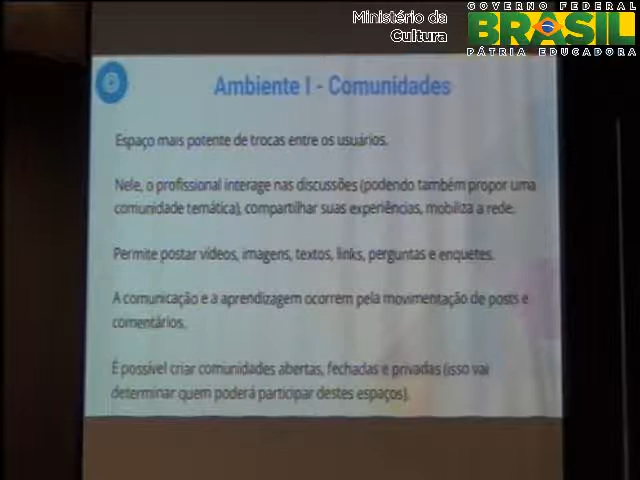 Ministério da
Cultura
GOVERNO FEDERAL
BRASIL
PÁTRIA EDUCADORA
Ambiente I - Comunidades
Espaço mais potente de trocas entre os usuários.
Nele, o profissional interage nas discussões (podendo também propor uma
comunidade temática), compartilhar suas experiências, mobiliza a rede.
Permite postar vídeos, imagens, textos, links, perguntas e enquetes.
A comunicação e a aprendizagem ocorrem pela movimentação de posts e
comentários.
É possível criar comunidades abertas, fechadas e privadas (isso vai
determinar quem poderá participar destes espaços).